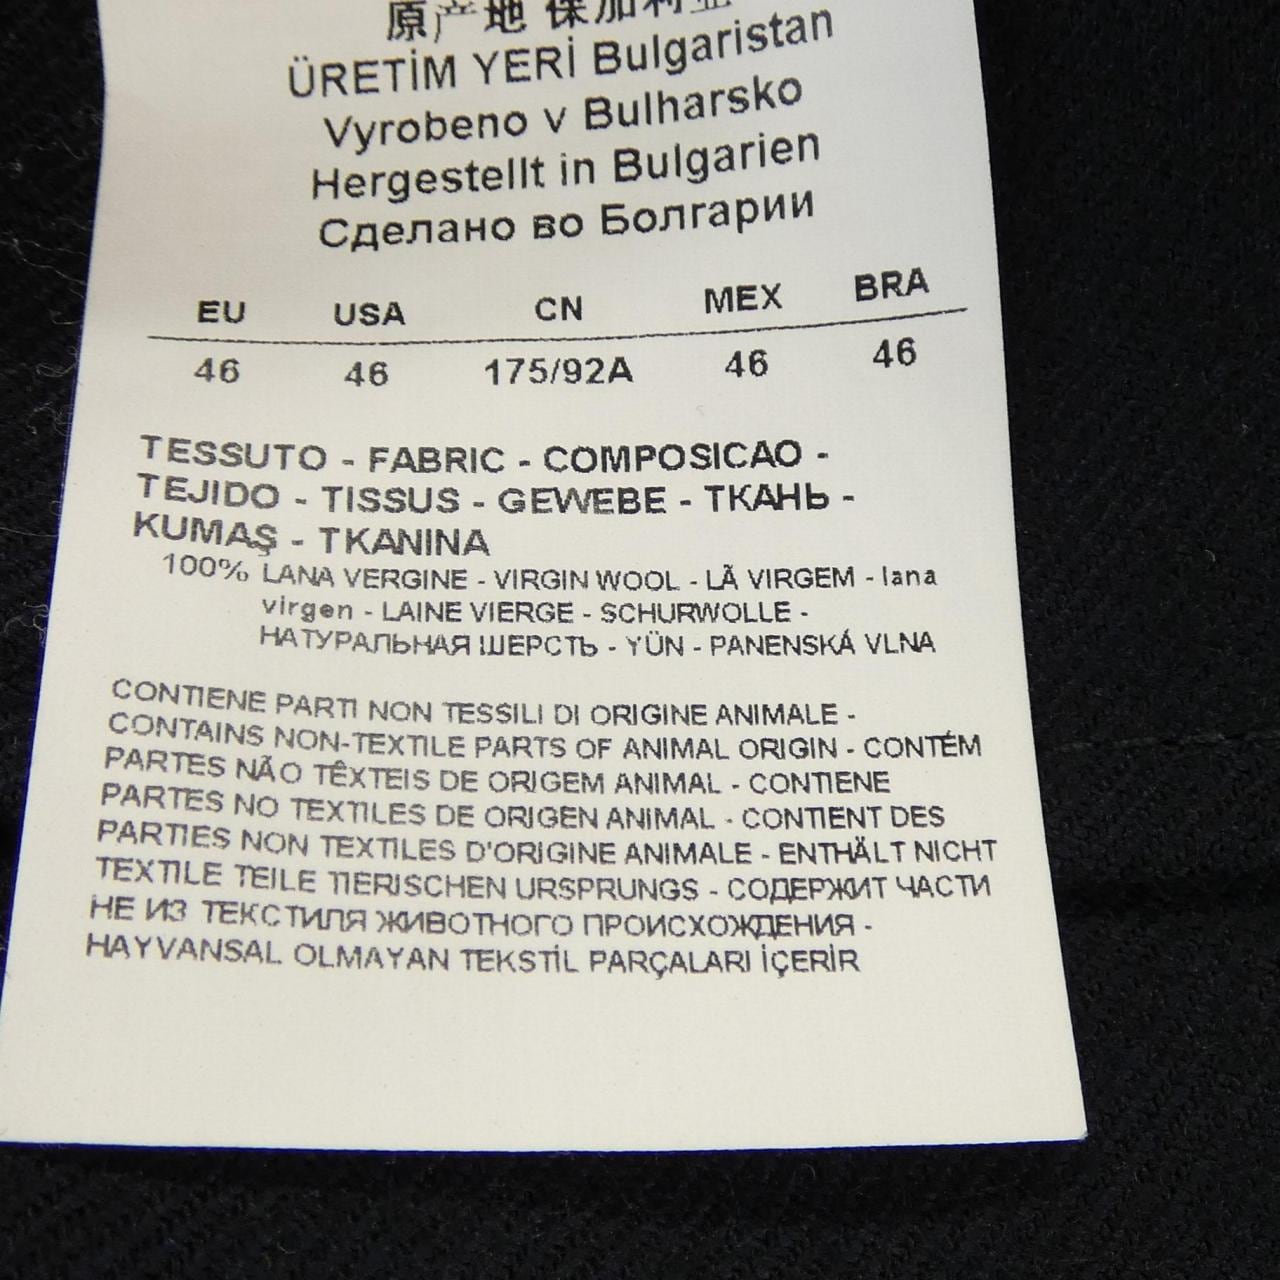 原产地 保加利亚
ÜRETİM YERİ Bulgaristan
Vyrobeno v Bulharsko
Hergestellt in Bulgarien
Сделано во Болгарии
EU USA CN MEX BRA
46 46 175/92A 46 46
TESSUTO - FABRIC - COMPOSICAO -
TEJIDO - TISSUS - GEWEBE - ТКАНЬ -
KUMAŞ - TKANINA
100% LANA VERGINE - VIRGIN WOOL - LÃ VIRGEM - lana
virgen - LAINE VIERGE - SCHURWOLLE -
НАТУРАЛЬНАЯ ШЕРСТЬ - YÜN - PANENSKÁ VLNA
CONTIENE PARTI NON TESSILI DI ORIGINE ANIMALE -
CONTAINS NON-TEXTILE PARTS OF ANIMAL ORIGIN - CONTÉM
PARTES NÃO TÊXTEIS DE ORIGEM ANIMAL - CONTIENE
PARTES NO TEXTILES DE ORIGEN ANIMAL - CONTIENT DES
PARTIES NON TEXTILES D'ORIGINE ANIMALE - ENTHÄLT NICHT
TEXTILE TEILE TIERISCHEN URSPRUNGS - СОДЕРЖИТ ЧАСТИ
НЕ ИЗ ТЕКСТИЛЯ ЖИВОТНОГО ПРОИСХОЖДЕНИЯ -
HAYVANSAL OLMAYAN TEKSTİL PARÇALARI İÇERİR